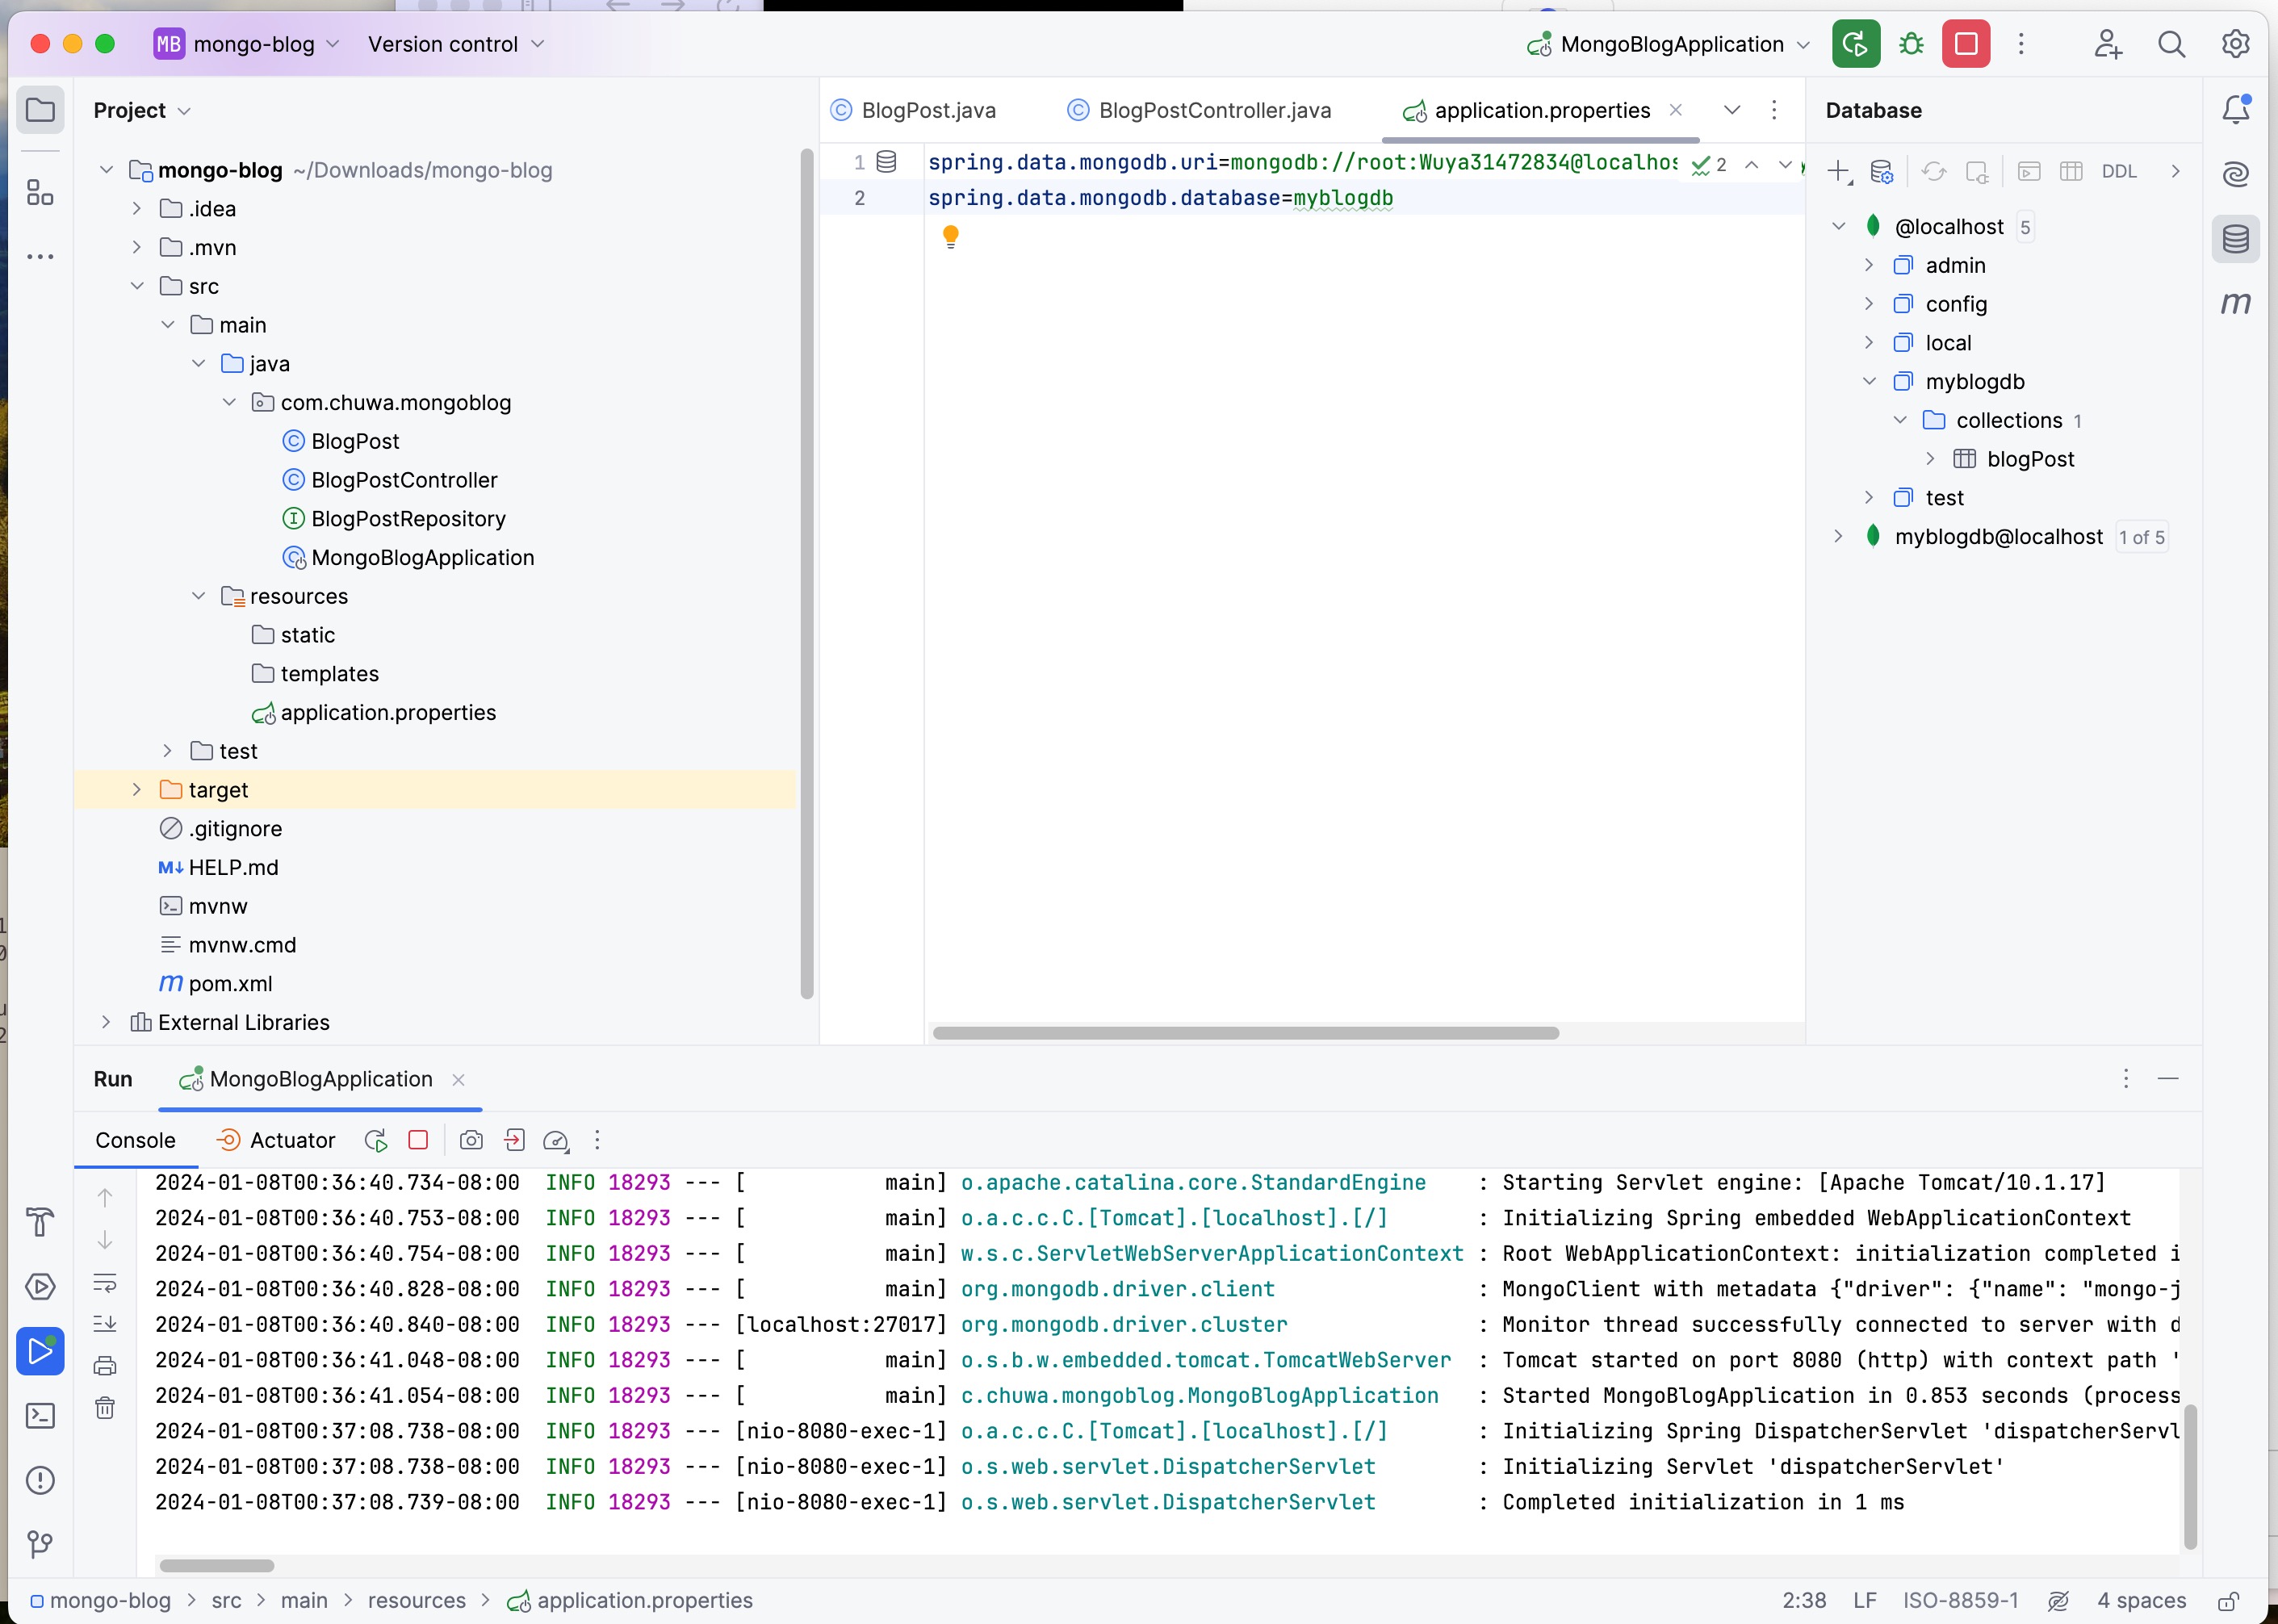 MB mongo-blog Version control MongoBlogApplication
Project
mongo-blog ~/Downloads/mongo-blog
.idea
.mvn
src
main
java
com.chuwa.mongoblog
BlogPost
BlogPostController
BlogPostRepository
MongoBlogApplication
resources
static
templates
application.properties
test
target
.gitignore
HELP.md
mvnw
mvnw.cmd
pom.xml
External Libraries
BlogPost.java BlogPostController.java application.properties
1 spring.data.mongodb.uri=mongodb://root:Wuya31472834@localhos 2
2 spring.data.mongodb.database=myblogdb
Database
DDL
@localhost 5
admin
config
local
myblogdb
collections 1
blogPost
test
myblogdb@localhost 1 of 5
Run MongoBlogApplication
Console Actuator
2024-01-08T00:36:40.734-08:00 INFO 18293 --- [ main] o.apache.catalina.core.StandardEngine : Starting Servlet engine: [Apache Tomcat/10.1.17]
2024-01-08T00:36:40.753-08:00 INFO 18293 --- [ main] o.a.c.c.C.[Tomcat].[localhost].[/] : Initializing Spring embedded WebApplicationContext
2024-01-08T00:36:40.754-08:00 INFO 18293 --- [ main] w.s.c.ServletWebServerApplicationContext : Root WebApplicationContext: initialization completed i
2024-01-08T00:36:40.828-08:00 INFO 18293 --- [ main] org.mongodb.driver.client : MongoClient with metadata {"driver": {"name": "mongo-j
2024-01-08T00:36:40.840-08:00 INFO 18293 --- [localhost:27017] org.mongodb.driver.cluster : Monitor thread successfully connected to server with d
2024-01-08T00:36:41.048-08:00 INFO 18293 --- [ main] o.s.b.w.embedded.tomcat.TomcatWebServer : Tomcat started on port 8080 (http) with context path '
2024-01-08T00:36:41.054-08:00 INFO 18293 --- [ main] c.chuwa.mongoblog.MongoBlogApplication : Started MongoBlogApplication in 0.853 seconds (process
2024-01-08T00:37:08.738-08:00 INFO 18293 --- [nio-8080-exec-1] o.a.c.c.C.[Tomcat].[localhost].[/] : Initializing Spring DispatcherServlet 'dispatcherServl
2024-01-08T00:37:08.738-08:00 INFO 18293 --- [nio-8080-exec-1] o.s.web.servlet.DispatcherServlet : Initializing Servlet 'dispatcherServlet'
2024-01-08T00:37:08.739-08:00 INFO 18293 --- [nio-8080-exec-1] o.s.web.servlet.DispatcherServlet : Completed initialization in 1 ms
mongo-blog > src > main > resources > application.properties 2:38 LF ISO-8859-1 4 spaces